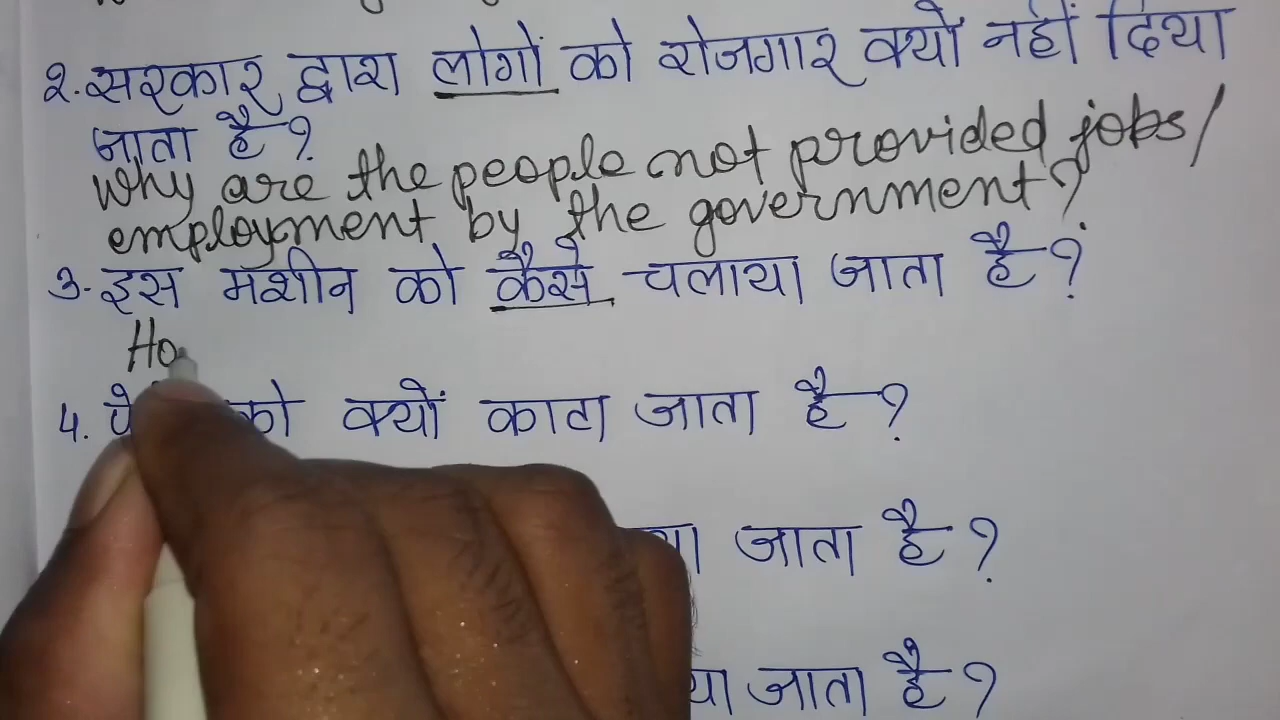 2. सरकार द्वारा लोगों को रोजगार क्यों नहीं दिया
जाता है?
Why are the people not provided jobs/
employment by the government?
3. इस मशीन को कैसे चलाया जाता है?
Ho
4. को क्यों काटा जाता है?
जाता है?
जाता है?